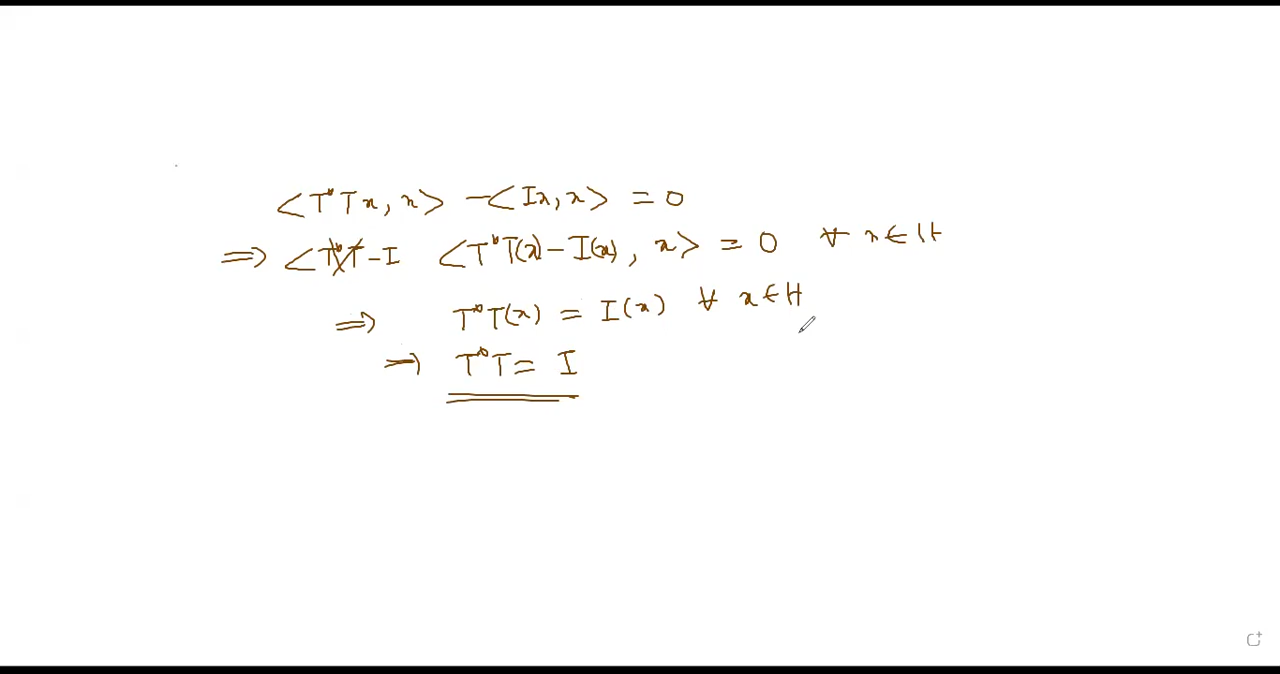 <T*Tx, x> - <Ix, x> = 0
⇒ <T*T - I <T*T(x) - I(x), x> = 0 ∀ x ∈ H
⇒ T*T(x) = I(x) ∀ x ∈ H
⇒ T*T = I